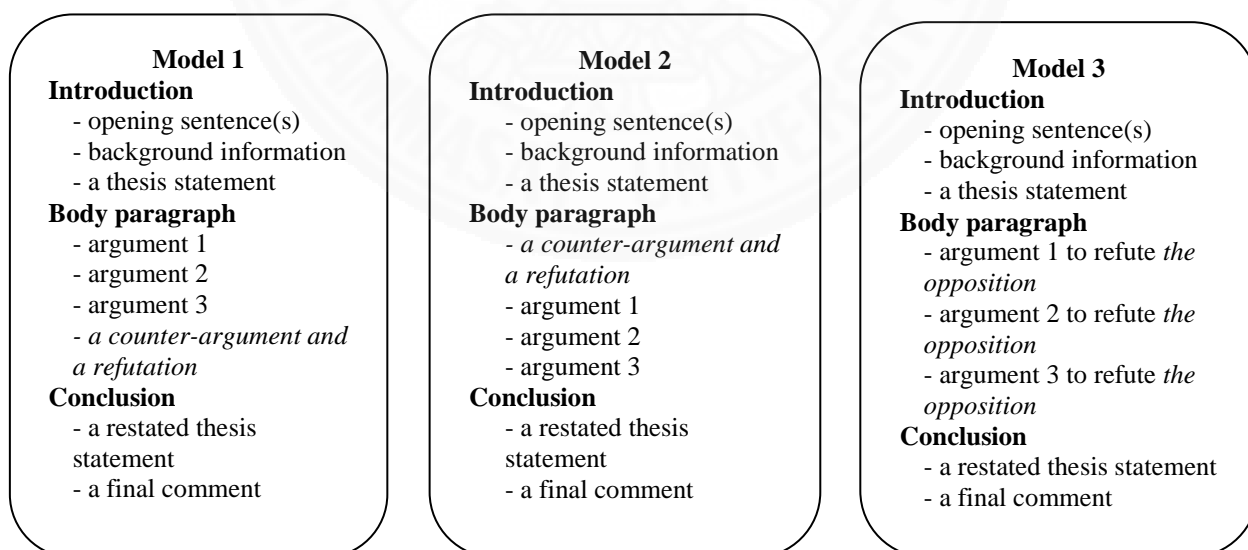 Model 1
Introduction
- opening sentence(s)
- background information
- a thesis statement
Body paragraph
- argument 1
- argument 2
- argument 3
- a counter-argument and
a refutation
Conclusion
- a restated thesis
statement
- a final comment
Model 2
Introduction
- opening sentence(s)
- background information
- a thesis statement
Body paragraph
- a counter-argument and
a refutation
- argument 1
- argument 2
- argument 3
Conclusion
- a restated thesis
statement
- a final comment
Model 3
Introduction
- opening sentence(s)
- background information
- a thesis statement
Body paragraph
- argument 1 to refute the
opposition
- argument 2 to refute the
opposition
- argument 3 to refute the
opposition
Conclusion
- a restated thesis statement
- a final comment